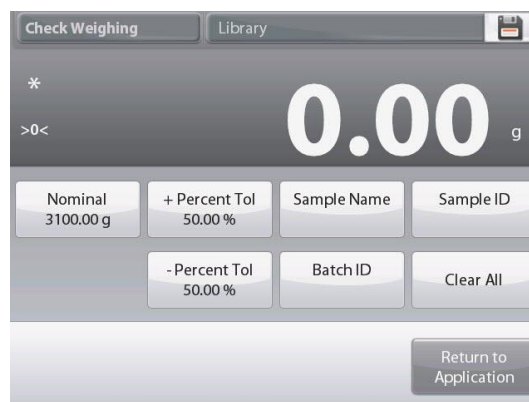 Check Weighing
Library
*
>0<
0.00 g
Nominal
3100.00 g
+ Percent Tol
50.00 %
Sample Name
Sample ID
- Percent Tol
50.00 %
Batch ID
Clear All
Return to
Application